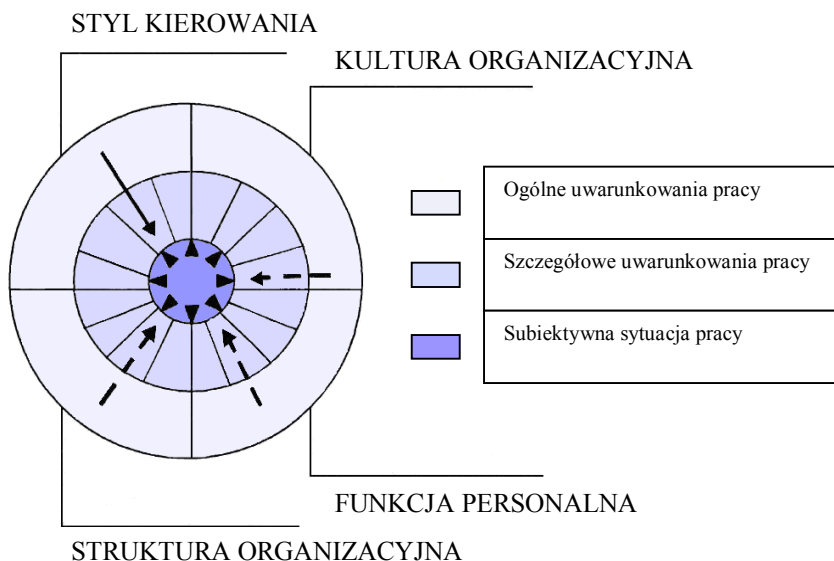 STYL KIEROWANIA
KULTURA ORGANIZACYJNA
Ogólne uwarunkowania pracy
Szczegółowe uwarunkowania pracy
Subiektywna sytuacja pracy
FUNKCJA PERSONALNA
STRUKTURA ORGANIZACYJNA